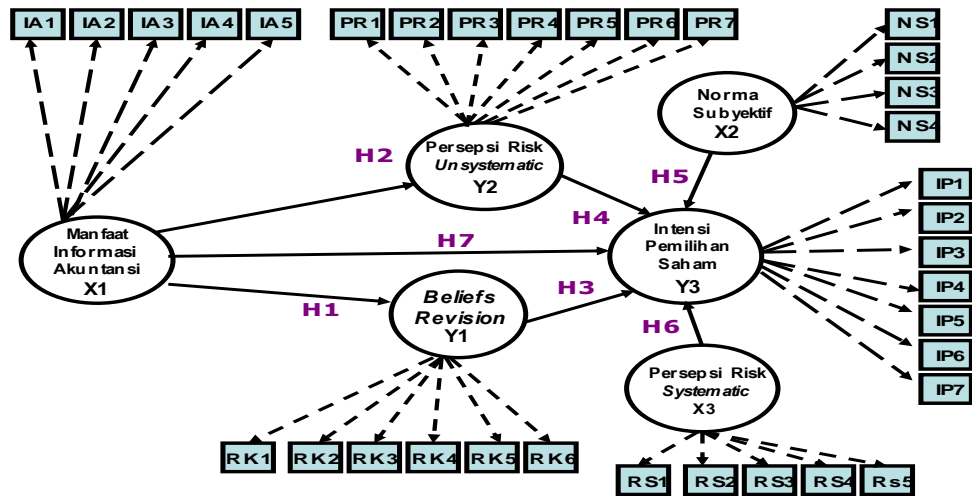 IA1 IA2 IA3 IA4 IA5
PR1 PR2 PR3 PR4 PR5 PR6 PR7
NS1
NS2
NS3
NS4
Norma
Subyektif
X2
Persepsi Risk
Unsystematic
Y2
H2
H5
H4
Manfaat
Informasi
Akuntansi
X1
H7
Intensi
Pemilihan
Saham
Y3
IP1
IP2
IP3
IP4
IP5
IP6
IP7
H1
Beliefs
Revision
Y1
H3
H6
Persepsi Risk
Systematic
X3
RK1 RK2 RK3 RK4 RK5 RK6
RS1 RS2 RS3 RS4 Rs5